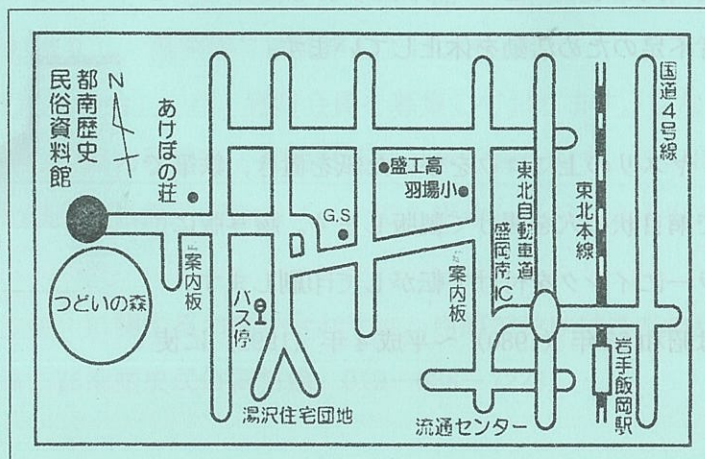 都南歴史
民俗資料館
N
あけぼの荘
盛工高
羽場小
G.S
案内板
バス停
つどいの森
湯沢住宅団地
案内板
盛岡南IC
東北自動車道
東北本線
国道4号線
岩手飯岡駅
流通センター